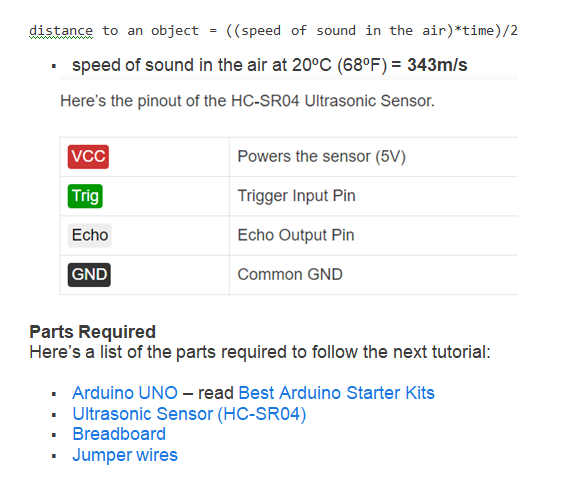 distance to an object = ((speed of sound in the air)*time)/2
▪ speed of sound in the air at 20ºC (68ºF) = 343m/s
Here’s the pinout of the HC-SR04 Ultrasonic Sensor.
VCC Powers the sensor (5V)
Trig Trigger Input Pin
Echo Echo Output Pin
GND Common GND
Parts Required
Here’s a list of the parts required to follow the next tutorial:
▪ Arduino UNO – read Best Arduino Starter Kits
▪ Ultrasonic Sensor (HC-SR04)
▪ Breadboard
▪ Jumper wires